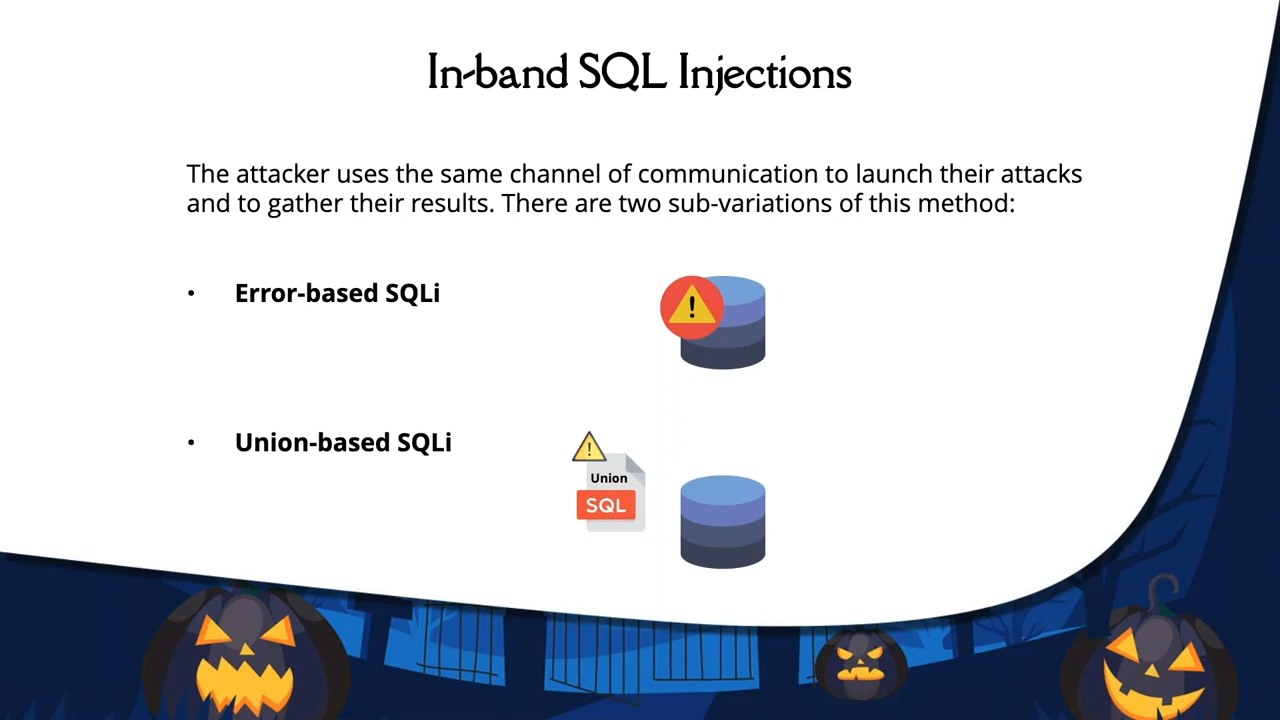 In-band SQL Injections
The attacker uses the same channel of communication to launch their attacks
and to gather their results. There are two sub-variations of this method:
• Error-based SQLi
• Union-based SQLi
Union
SQL